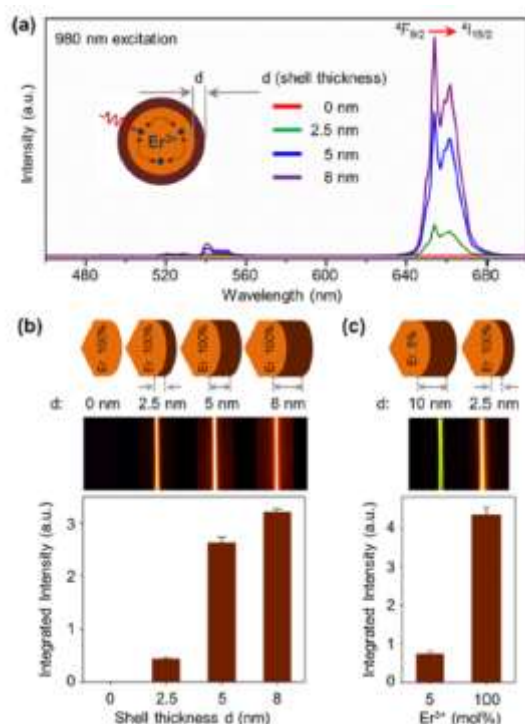 (a)
980 nm excitation
⁴F₉/₂ → ⁴I₁₅/₂
d
d (shell thickness)
Er³⁺
0 nm
2.5 nm
5 nm
8 nm
Intensity (a.u.)
480 520 560 600 640 680
Wavelength (nm)
(b)
Er 100% Er 100% Er 100% Er 100%
d: 0 nm 2.5 nm 5 nm 8 nm
Integrated Intensity (a.u.)
3
2
1
0
0 2.5 5 8
Shell thickness d (nm)
(c)
Er 5% Er 100%
d: 10 nm 2.5 nm
Integrated Intensity (a.u.)
4
3
2
1
0
5 100
Er³⁺ (mol%)